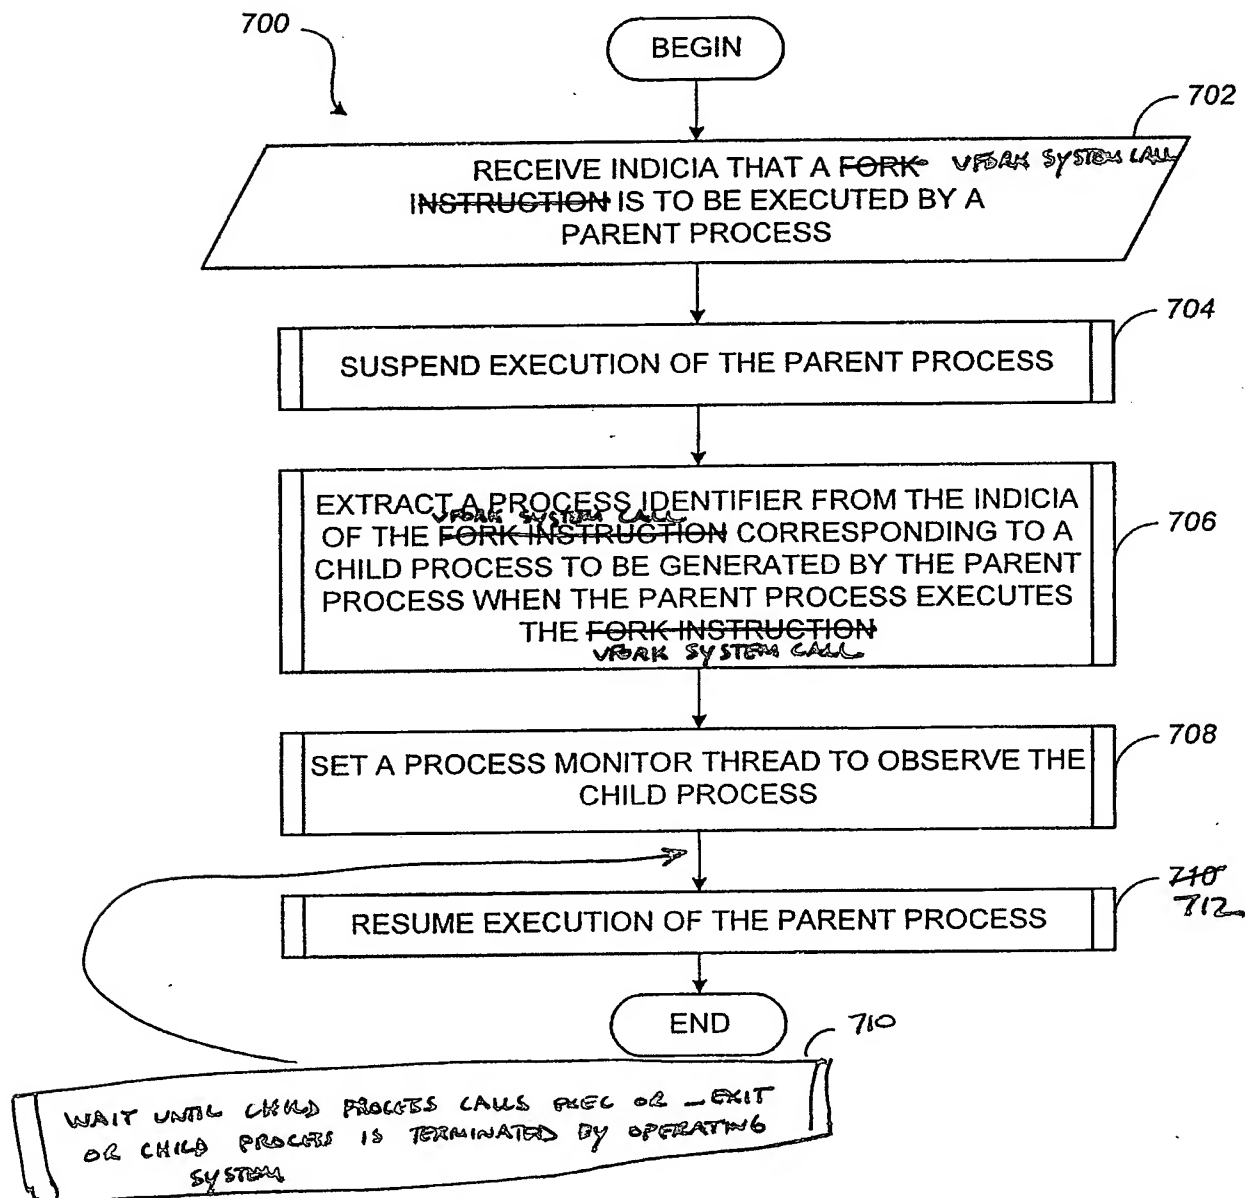 700
BEGIN
702
RECEIVE INDICIA THAT A FORK VFORK SYSTEM CALL
INSTRUCTION IS TO BE EXECUTED BY A
PARENT PROCESS
704
SUSPEND EXECUTION OF THE PARENT PROCESS
706
EXTRACT A PROCESS IDENTIFIER FROM THE INDICIA
VFORK SYSTEM CALL
OF THE FORK INSTRUCTION CORRESPONDING TO A
CHILD PROCESS TO BE GENERATED BY THE PARENT
PROCESS WHEN THE PARENT PROCESS EXECUTES
THE FORK INSTRUCTION
VFORK SYSTEM CALL
708
SET A PROCESS MONITOR THREAD TO OBSERVE THE
CHILD PROCESS
710
712
RESUME EXECUTION OF THE PARENT PROCESS
END
710
WAIT UNTIL CHILD PROCESS CALLS EXEC OR _EXIT
OR CHILD PROCESS IS TERMINATED BY OPERATING
SYSTEM